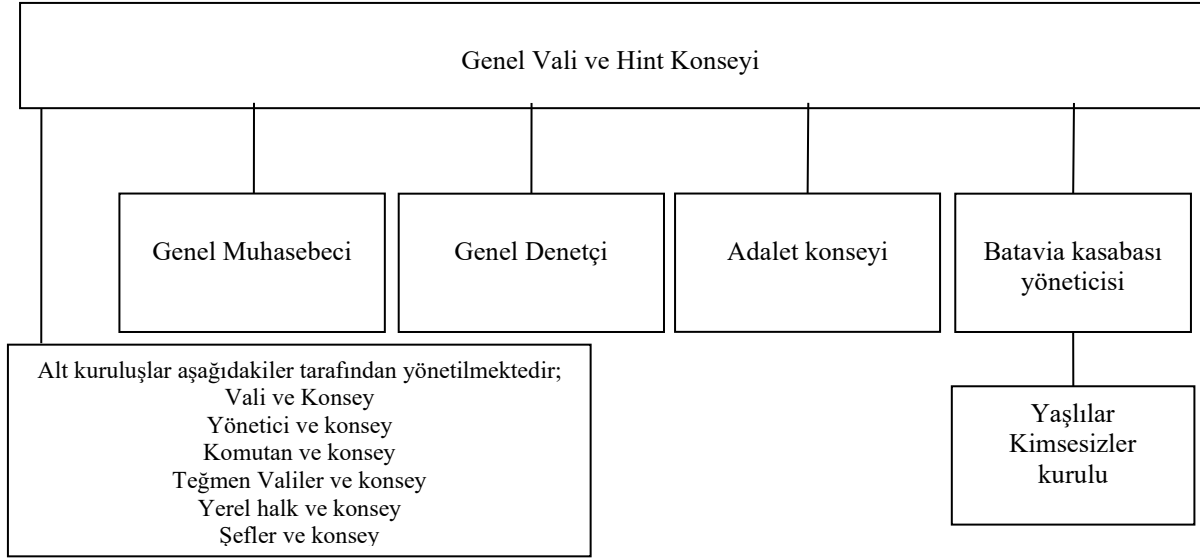 Genel Vali ve Hint Konseyi
Genel Muhasebeci
Genel Denetçi
Adalet konseyi
Batavia kasabası
yöneticisi
Alt kuruluşlar aşağıdakiler tarafından yönetilmektedir;
Vali ve Konsey
Yönetici ve konsey
Komutan ve konsey
Teğmen Valiler ve konsey
Yerel halk ve konsey
Şefler ve konsey
Yaşlılar
Kimsesizler
kurulu